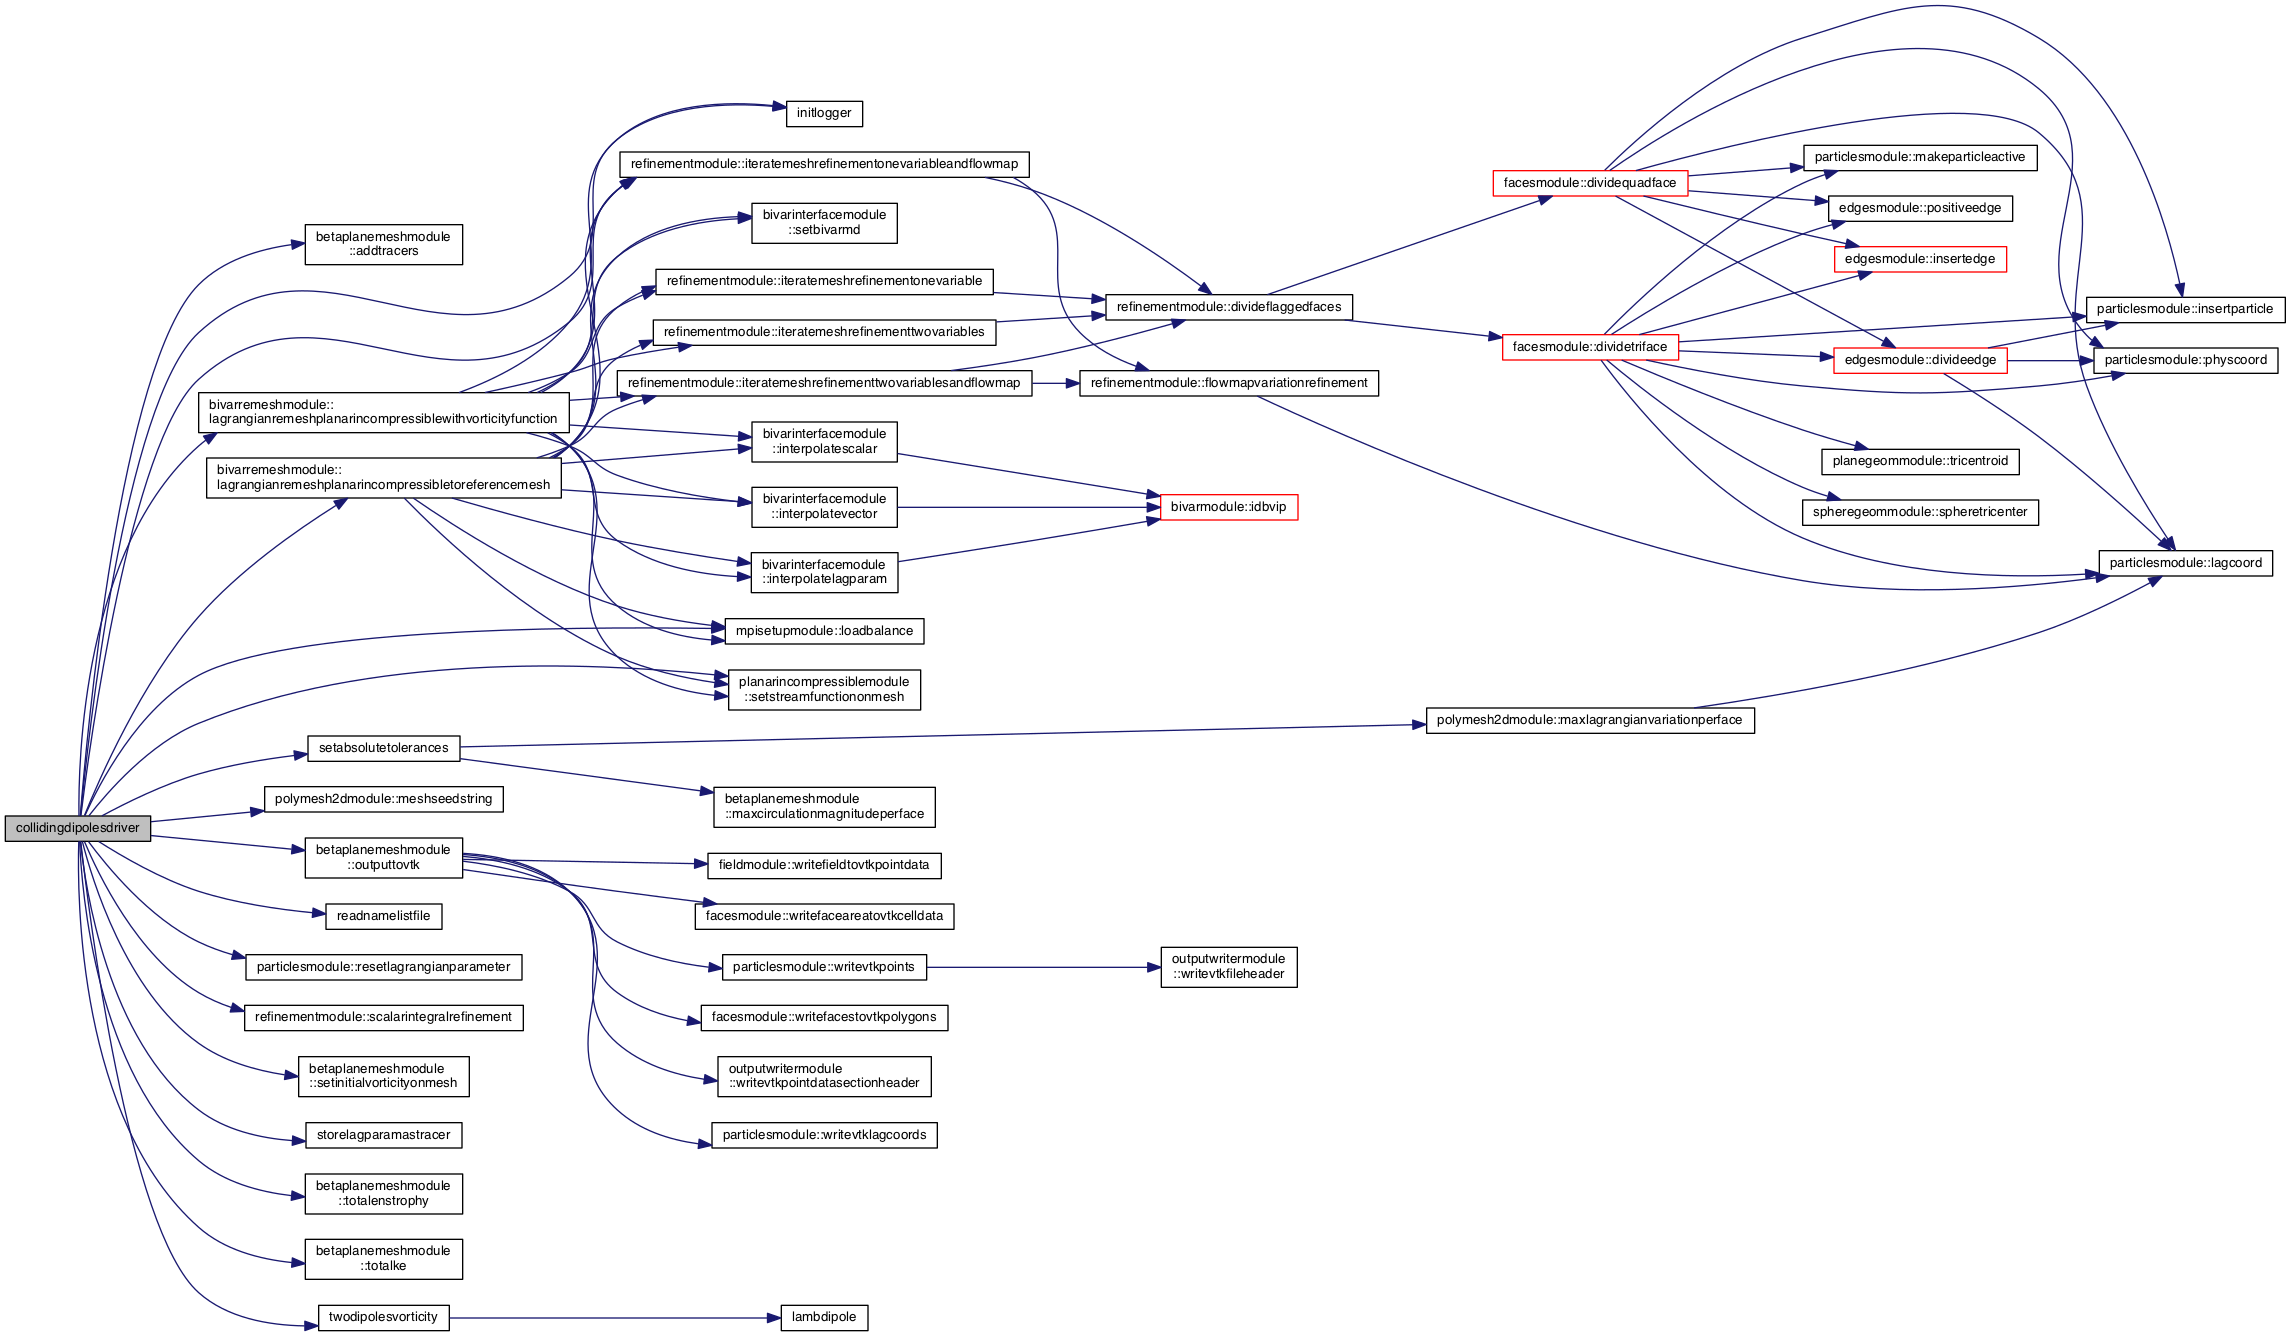 collidingdipolesdriver
betaplanemeshmodule
::addtracers
bivarremeshmodule::
lagrangianremeshplanarincompressiblewithvorticityfunction
bivarremeshmodule::
lagrangianremeshplanarincompressibletoreferencemesh
setabsolutetolerances
polymesh2dmodule::meshseedstring
betaplanemeshmodule
::outputtovtk
readnamelistfile
particlesmodule::resetlagrangianparameter
refinementmodule::scalarintegralrefinement
betaplanemeshmodule
::setinitialvorticityonmesh
storelagparamastracer
betaplanemeshmodule
::totalenstrophy
betaplanemeshmodule
::totalke
twodipolesvorticity
initlogger
refinementmodule::iteratemeshrefinementonevariableandflowmap
bivarinterfacemodule
::setbivarmd
refinementmodule::iteratemeshrefinementonevariable
refinementmodule::iteratemeshrefinementtwovariables
refinementmodule::iteratemeshrefinementtwovariablesandflowmap
bivarinterfacemodule
::interpolatescalar
bivarinterfacemodule
::interpolatevector
bivarinterfacemodule
::interpolatelagparam
mpisetupmodule::loadbalance
planarincompressiblemodule
::setstreamfunctiononmesh
betaplanemeshmodule
::maxcirculationmagnitudeperface
fieldmodule::writefieldtovtkpointdata
facesmodule::writefaceareatovtkcelldata
particlesmodule::writevtkpoints
facesmodule::writefacestovtkpolygons
outputwritermodule
::writevtkpointdatasectionheader
particlesmodule::writevtklagcoords
lambdipole
refinementmodule::divideflaggedfaces
refinementmodule::flowmapvariationrefinement
bivarmodule::idbvip
outputwritermodule
::writevtkfileheader
facesmodule::dividequadface
facesmodule::dividetriface
polymesh2dmodule::maxlagrangianvariationperface
particlesmodule::makeparticleactive
edgesmodule::positiveedge
edgesmodule::insertedge
edgesmodule::divideedge
planegeommodule::tricentroid
spheregeommodule::spheretricenter
particlesmodule::insertparticle
particlesmodule::physcoord
particlesmodule::lagcoord